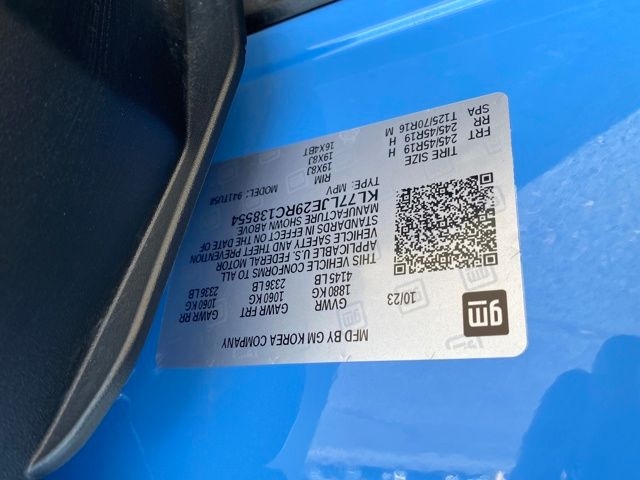 MFD BY GM KOREA COMPANY
gm
10/23
GVWR GAWR FRT GAWR RR
1880 KG 1060 KG 1060 KG
4145 LB 2336 LB 2336 LB
THIS VEHICLE CONFORMS TO ALL
APPLICABLE U.S. FEDERAL MOTOR
VEHICLE SAFETY AND THEFT PREVENTION
STANDARDS IN EFFECT ON THE DATE OF
MANUFACTURE SHOWN ABOVE
KL77LJE29RC138554
TYPE: MPV MODEL: 9411U58
TIRE SIZE RIM
FRT 245/45R19 H 19X8J
RR 245/45R19 H 19X8J
SPA T125/70R16 M 16X4BT